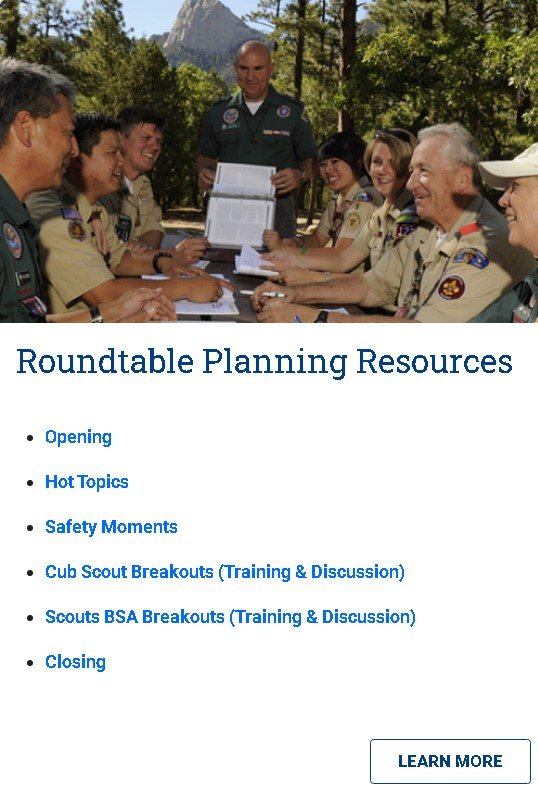 Roundtable Planning Resources
Opening
Hot Topics
Safety Moments
Cub Scout Breakouts (Training & Discussion)
Scouts BSA Breakouts (Training & Discussion)
Closing
LEARN MORE